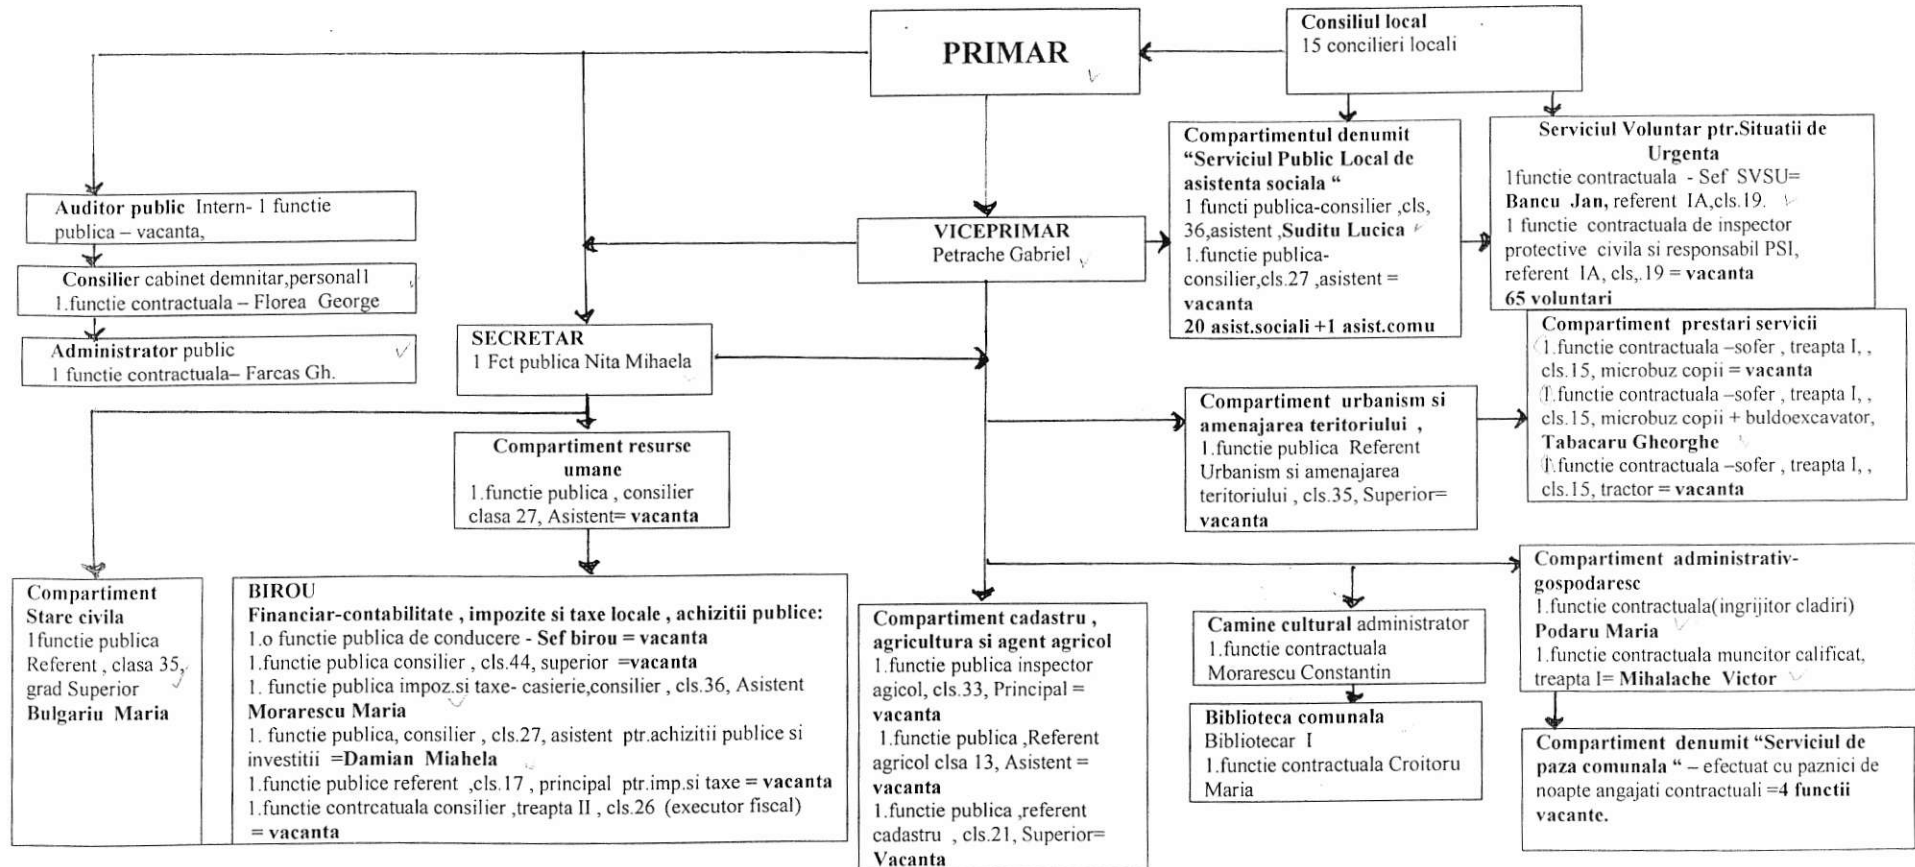 PRIMAR
Consiliul local
15 concilieri locali
Auditor public Intern- 1 functie
publica – vacanta,
Consilier cabinet demnitar,personal1
1.functie contractuala – Florea George
Administrator public
1 functie contractuala– Farcas Gh.
VICEPRIMAR
Petrache Gabriel
SECRETAR
1 Fct publica Nita Mihaela
Compartimentul denumit
“Serviciul Public Local de
asistenta sociala “
1 functi publica-consilier ,cls,
36,asistent ,Suditu Lucica
1.functie publica-
consilier,cls.27 ,asistent =
vacanta
20 asist.sociali +1 asist.comu
Serviciul Voluntar ptr.Situatii de
Urgenta
1functie contractuala - Sef SVSU=
Bancu Jan, referent IA,cls.19.
1 functie contractuala de inspector
protective civila si responsabil PSI,
referent IA, cls,.19 = vacanta
65 voluntari
Compartiment prestari servicii
1.functie contractuala –sofer , treapta I, ,
cls.15, microbuz copii = vacanta
1.functie contractuala –sofer , treapta I, ,
cls.15, microbuz copii + buldoexcavator,
Tabacaru Gheorghe
1.functie contractuala –sofer , treapta I, ,
cls.15, tractor = vacanta
Compartiment urbanism si
amenajarea teritoriului ,
1.functie publica Referent
Urbanism si amenajarea
teritoriului , cls.35, Superior=
vacanta
Compartiment resurse
umane
1.functie publica , consilier
clasa 27, Asistent= vacanta
Compartiment
Stare civila
1functie publica
Referent , clasa 35,
grad Superior
Bulgariu Maria
BIROU
Financiar-contabilitate , impozite si taxe locale , achizitii publice:
1.o functie publica de conducere - Sef birou = vacanta
1.functie publica consilier , cls.44, superior =vacanta
1. functie publica impoz.si taxe- casierie,consilier , cls.36, Asistent
Morarescu Maria
1. functie publica, consilier , cls.27, asistent ptr.achizitii publice si
investitii =Damian Miahela
1.functie publice referent ,cls.17 , principal ptr.imp.si taxe = vacanta
1.functie contrcatuala consilier ,treapta II , cls.26 (executor fiscal)
= vacanta
Compartiment cadastru ,
agricultura si agent agricol
1.functie publica inspector
agicol, cls.33, Principal =
vacanta
1.functie publica ,Referent
agricol clsa 13, Asistent =
vacanta
1.functie publica ,referent
cadastru , cls.21, Superior=
Vacanta
Camine cultural administrator
1.functie contractuala
Morarescu Constantin
Biblioteca comunala
Bibliotecar I
1.functie contractuala Croitoru
Maria
Compartiment administrativ-
gospodaresc
1.functie contractuala(ingrijitor cladiri)
Podaru Maria
1.functie contractuala muncitor calificat,
treapta I= Mihalache Victor
Compartiment denumit “Serviciul de
paza comunala “ – efectuat cu paznici de
noapte angajati contractuali =4 functii
vacante.